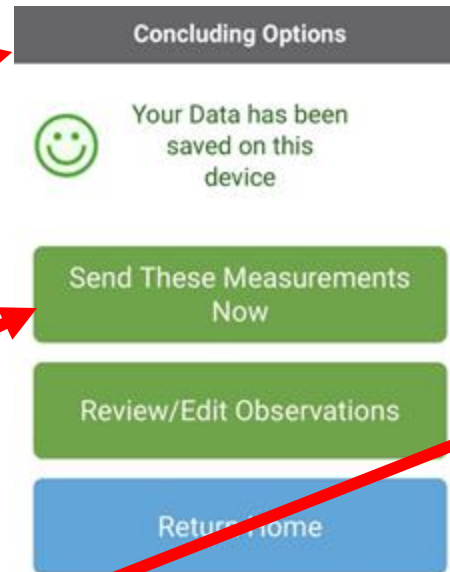 Concluding Options
Your Data has been
saved on this
device
Send These Measurements
Now
Review/Edit Observations
Return Home